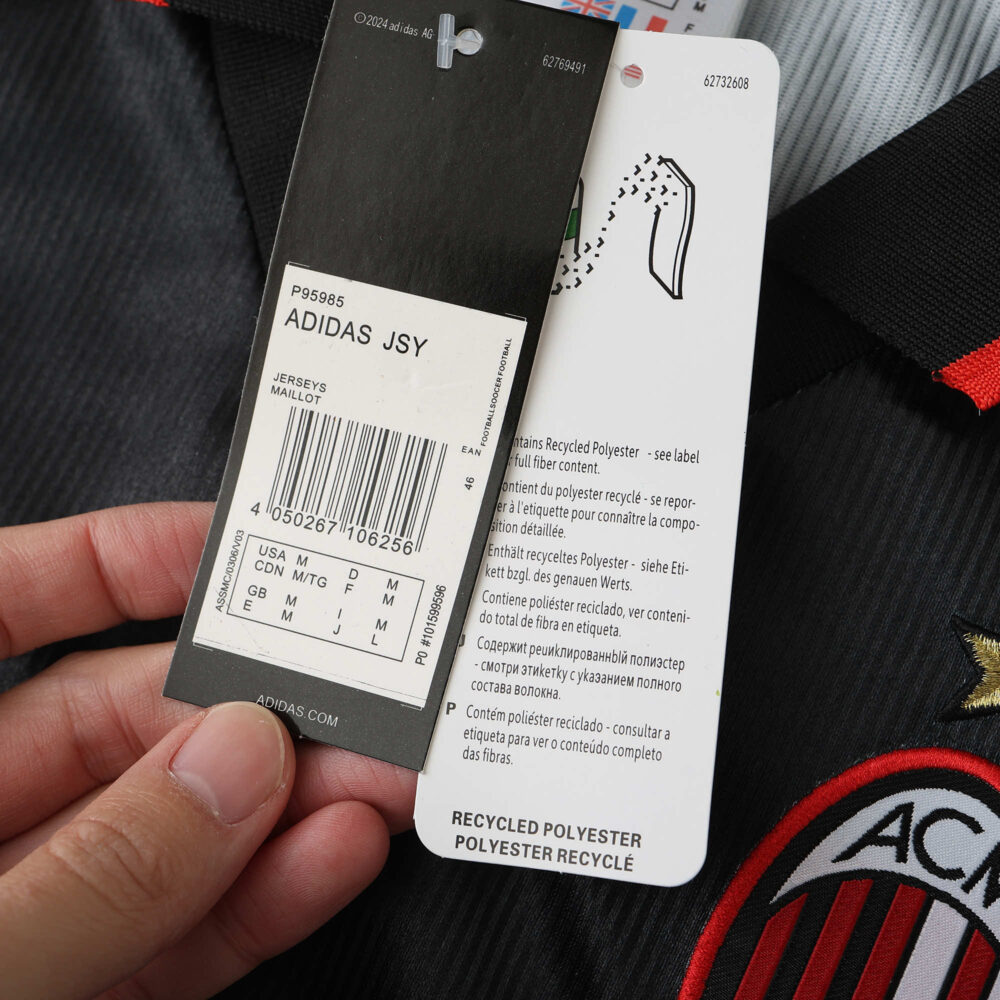 ©2024 adidas AG
62769491
P95985
ADIDAS JSY
JERSEYS
MAILLOT
FOOTBALLSOCCER FOOTBALL
EAN
46
4 050267 106256
ASSMC/0306/V03
USA M D M
CDN M/TG F M
GB M I M
E M J L
PO #101599596
ADIDAS.COM
M
F
62732608
Recycled Polyester - see label
full fiber content.
ontient du polyester recyclé - se repor-
er à l'etiquette pour connaître la compo-
sition détaillée.
Enthält recyceltes Polyester - siehe Eti-
kett bzgl. des genauen Werts.
Contiene poliéster reciclado, ver conteni-
do total de fibra en etiqueta.
Содержит рециклированный полиэстер
- смотри этикетку с указанием полного
состава волокна.
P Contém poliéster reciclado - consultar a
etiqueta para ver o conteúdo completo
das fibras.
RECYCLED POLYESTER
POLYESTER RECYCLÉ
ACM